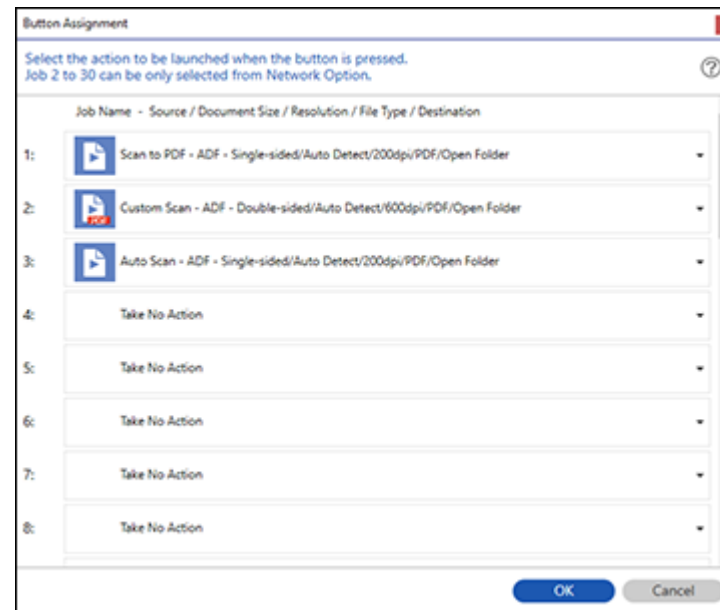 Button Assignment
Select the action to be launched when the button is pressed.
Job 2 to 30 can be only selected from Network Option.
?
Job Name - Source / Document Size / Resolution / File Type / Destination
1: Scan to PDF - ADF - Single-sided/Auto Detect/200dpi/PDF/Open Folder
2: PDF Custom Scan - ADF - Double-sided/Auto Detect/600dpi/PDF/Open Folder
3: Auto Scan - ADF - Single-sided/Auto Detect/200dpi/PDF/Open Folder
4: Take No Action
5: Take No Action
6: Take No Action
7: Take No Action
8: Take No Action
OK Cancel